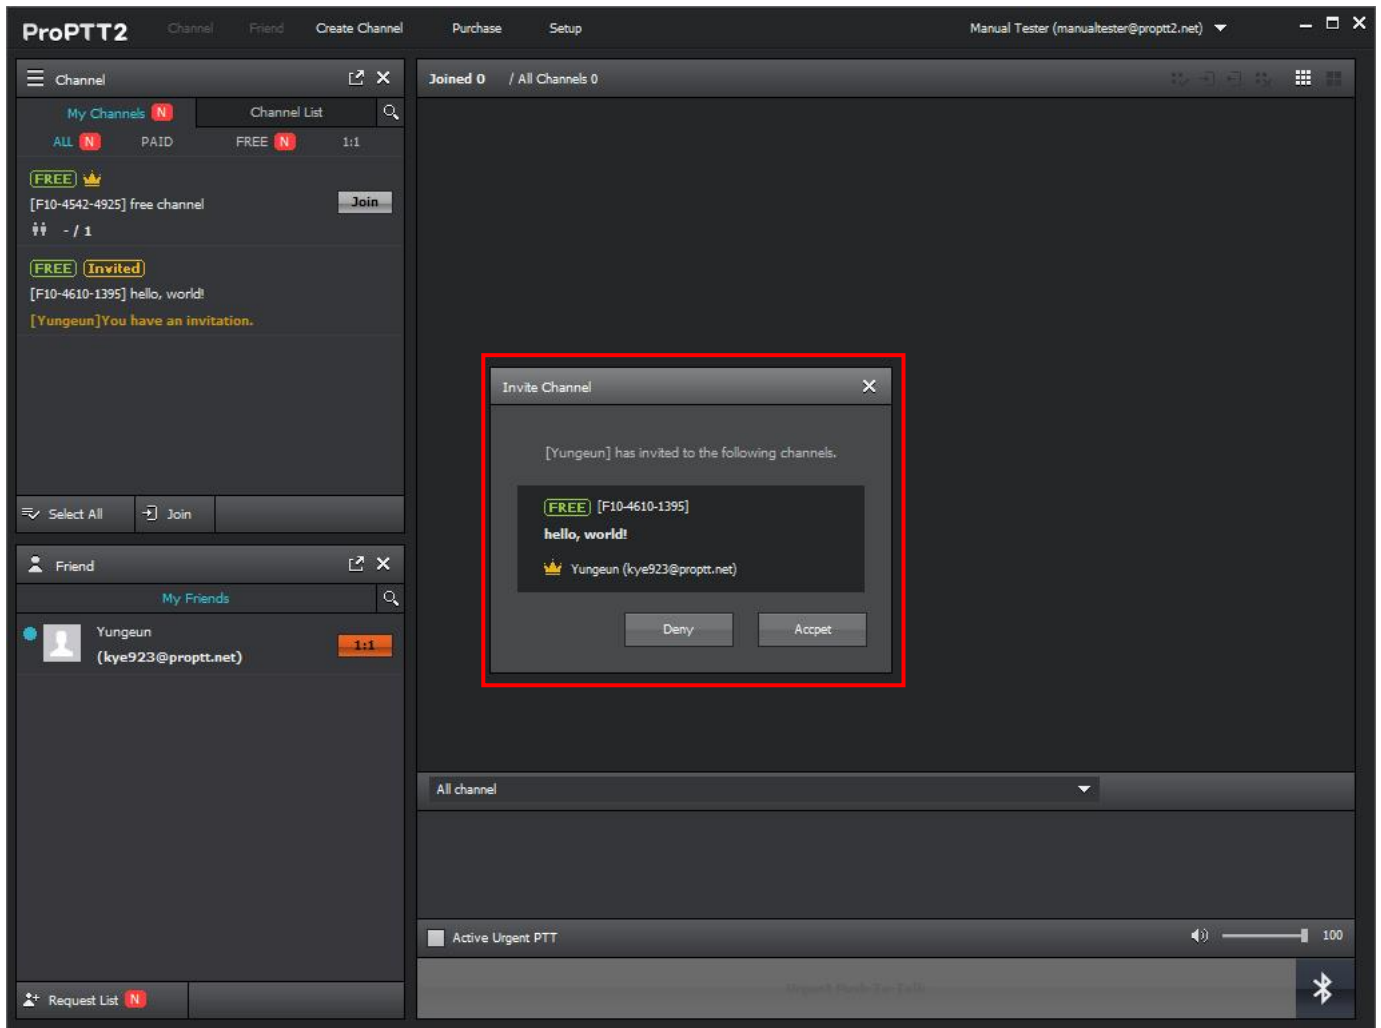 ProPTT2 Channel Friend Create Channel Purchase Setup Manual Tester (manualtester@proptt2.net)
Channel
My Channels N Channel List
ALL N PAID FREE N 1:1
FREE
[F10-4542-4925] free channel Join
- / 1
FREE Invited
[F10-4610-1395] hello, world!
[Yungeun]You have an invitation.
Select All Join
Friend
My Friends
Yungeun
(kye923@proptt.net) 1:1
Request List N
Joined 0 / All Channels 0
Invite Channel
[Yungeun] has invited to the following channels.
FREE [F10-4610-1395]
hello, world!
Yungeun (kye923@proptt.net)
Deny Accpet
All channel
Active Urgent PTT 100